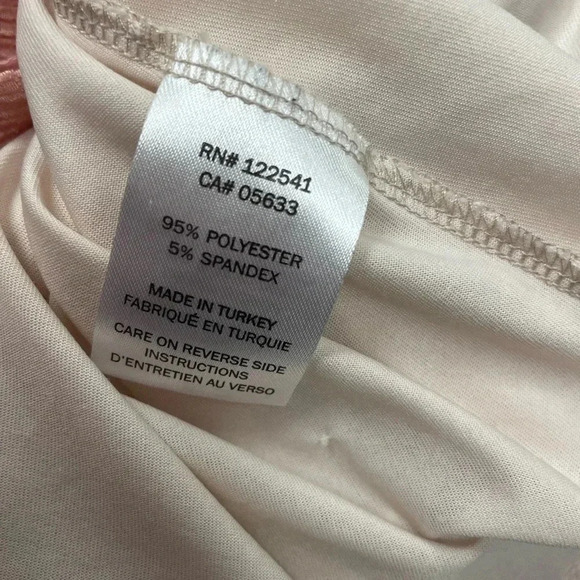 RN# 122541
CA# 05633
95% POLYESTER
5% SPANDEX
MADE IN TURKEY
FABRIQUÉ EN TURQUIE
CARE ON REVERSE SIDE
INSTRUCTIONS
D'ENTRETIEN AU VERSO